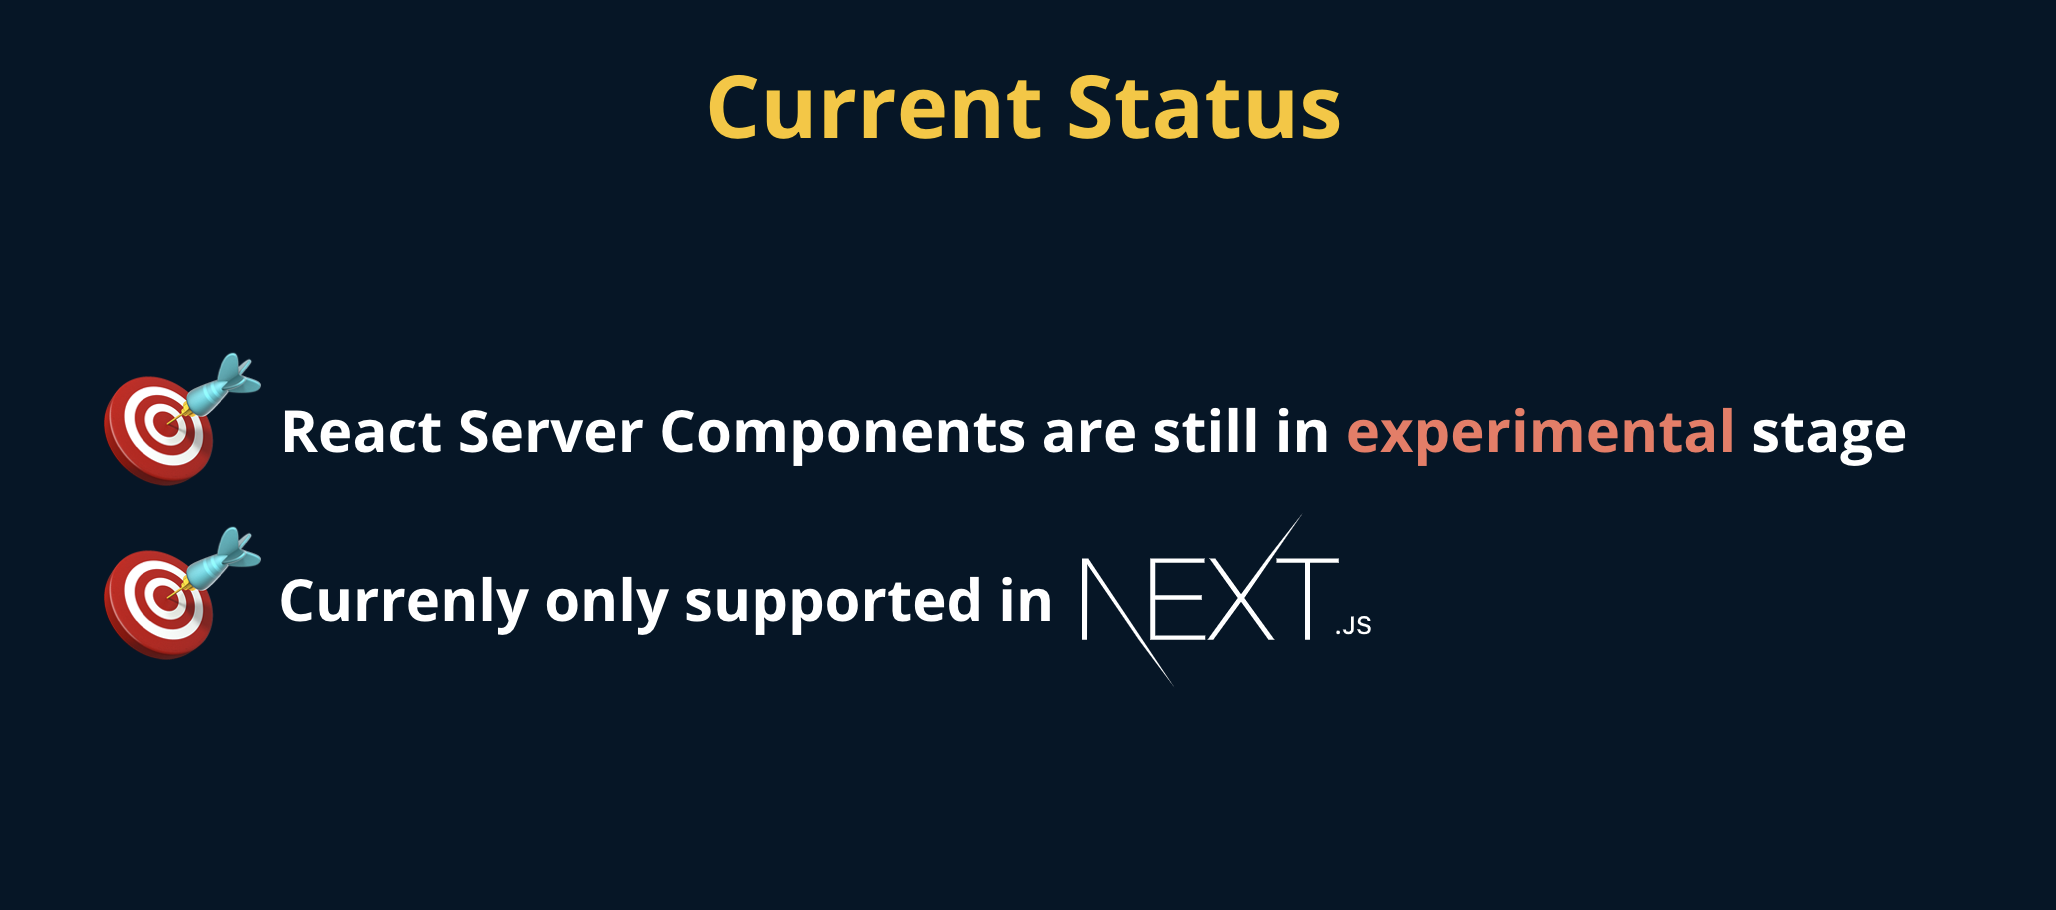 Current Status
React Server Components are still in experimental stage
Currenly only supported in NEXT.JS